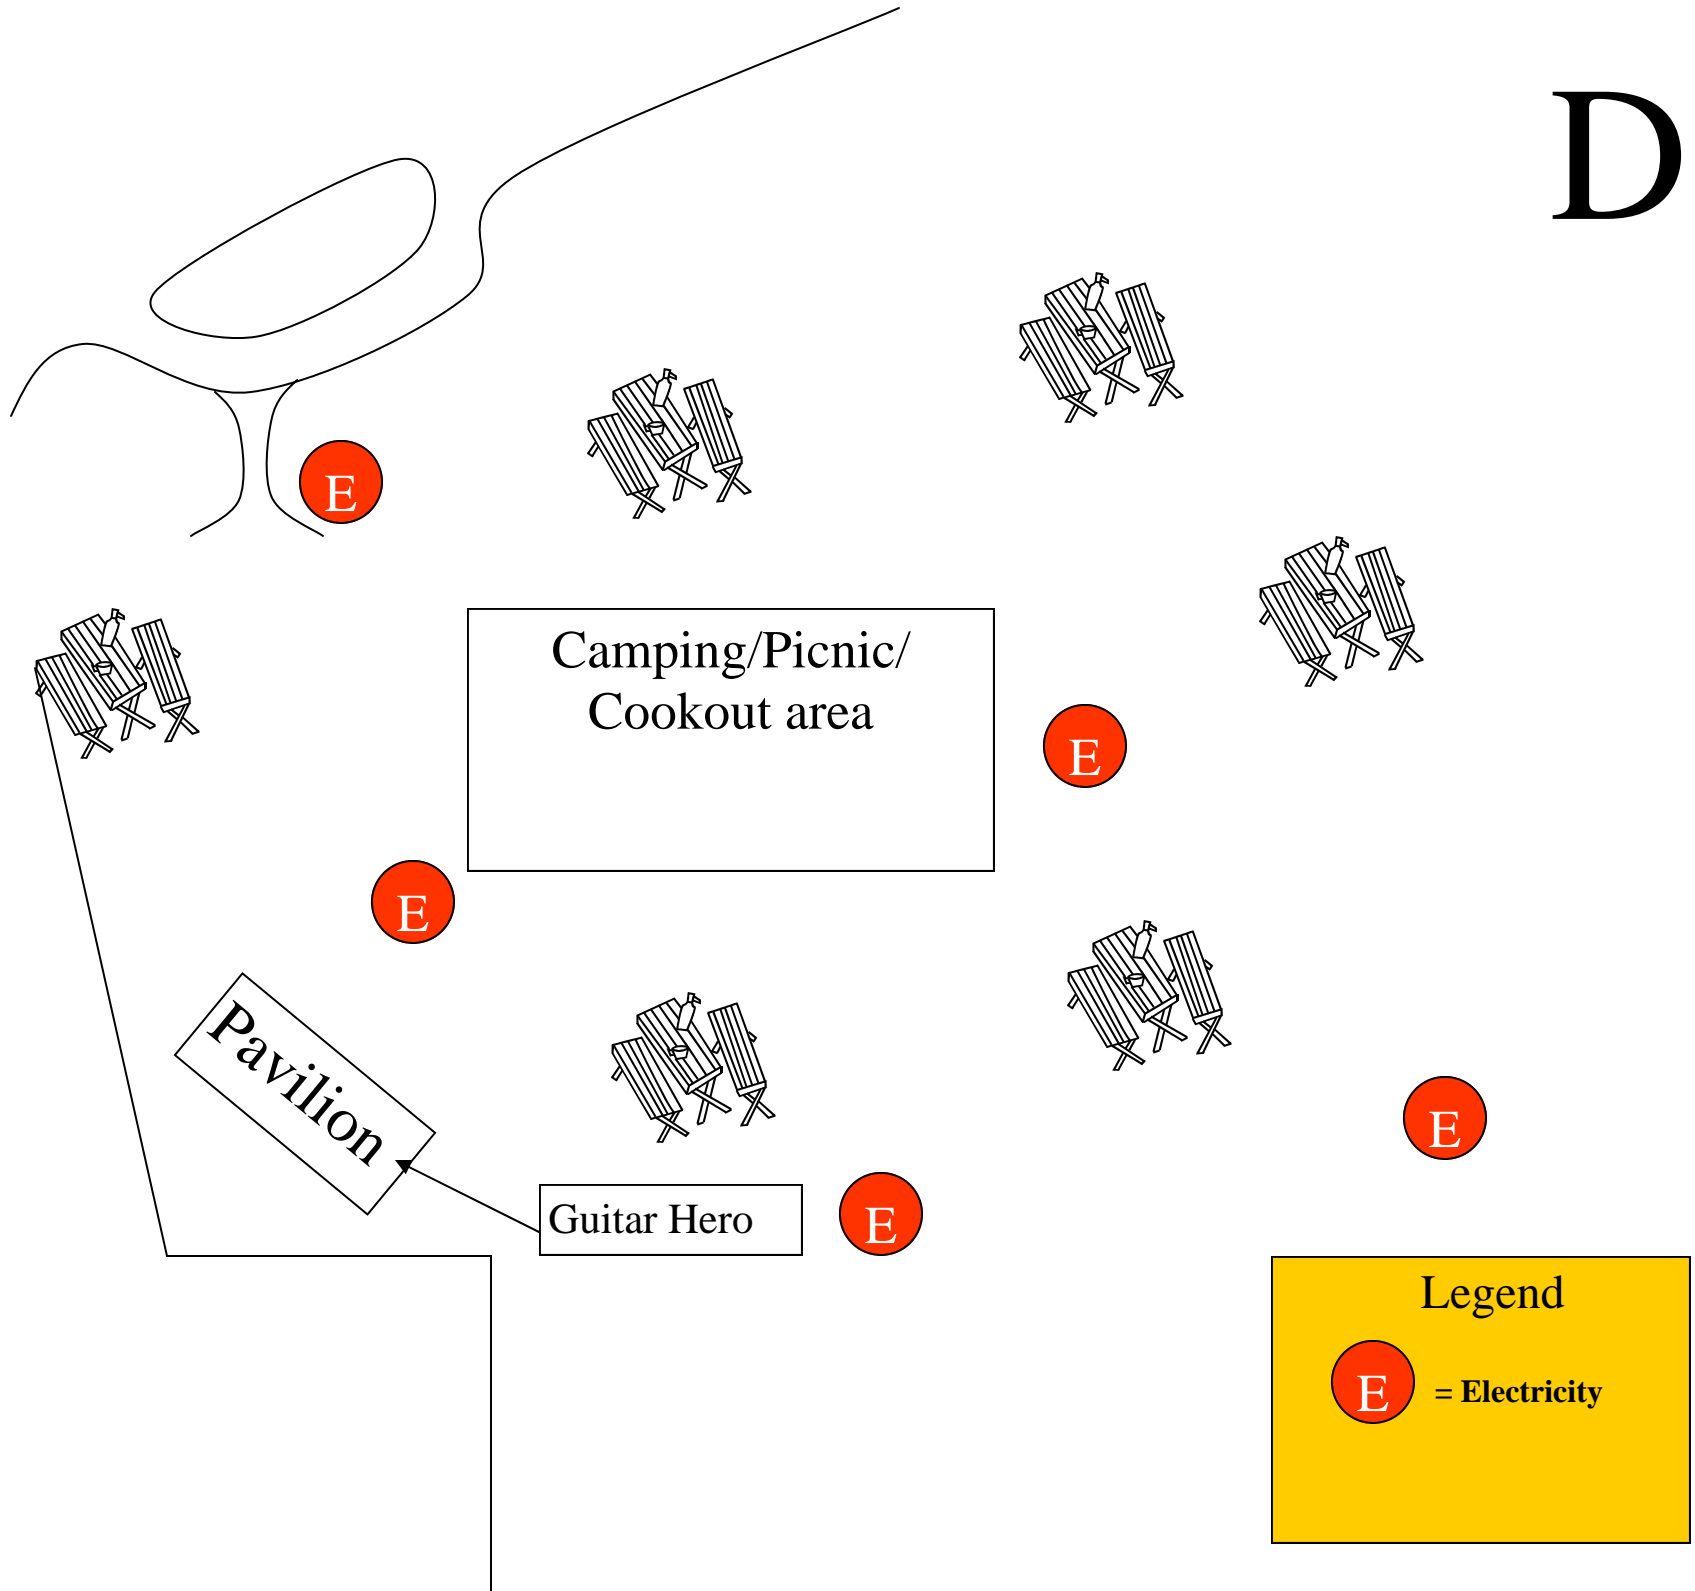 D
E
Camping/Picnic/
Cookout area
E
E
Pavilion
E
Guitar Hero
E
Legend
E = Electricity